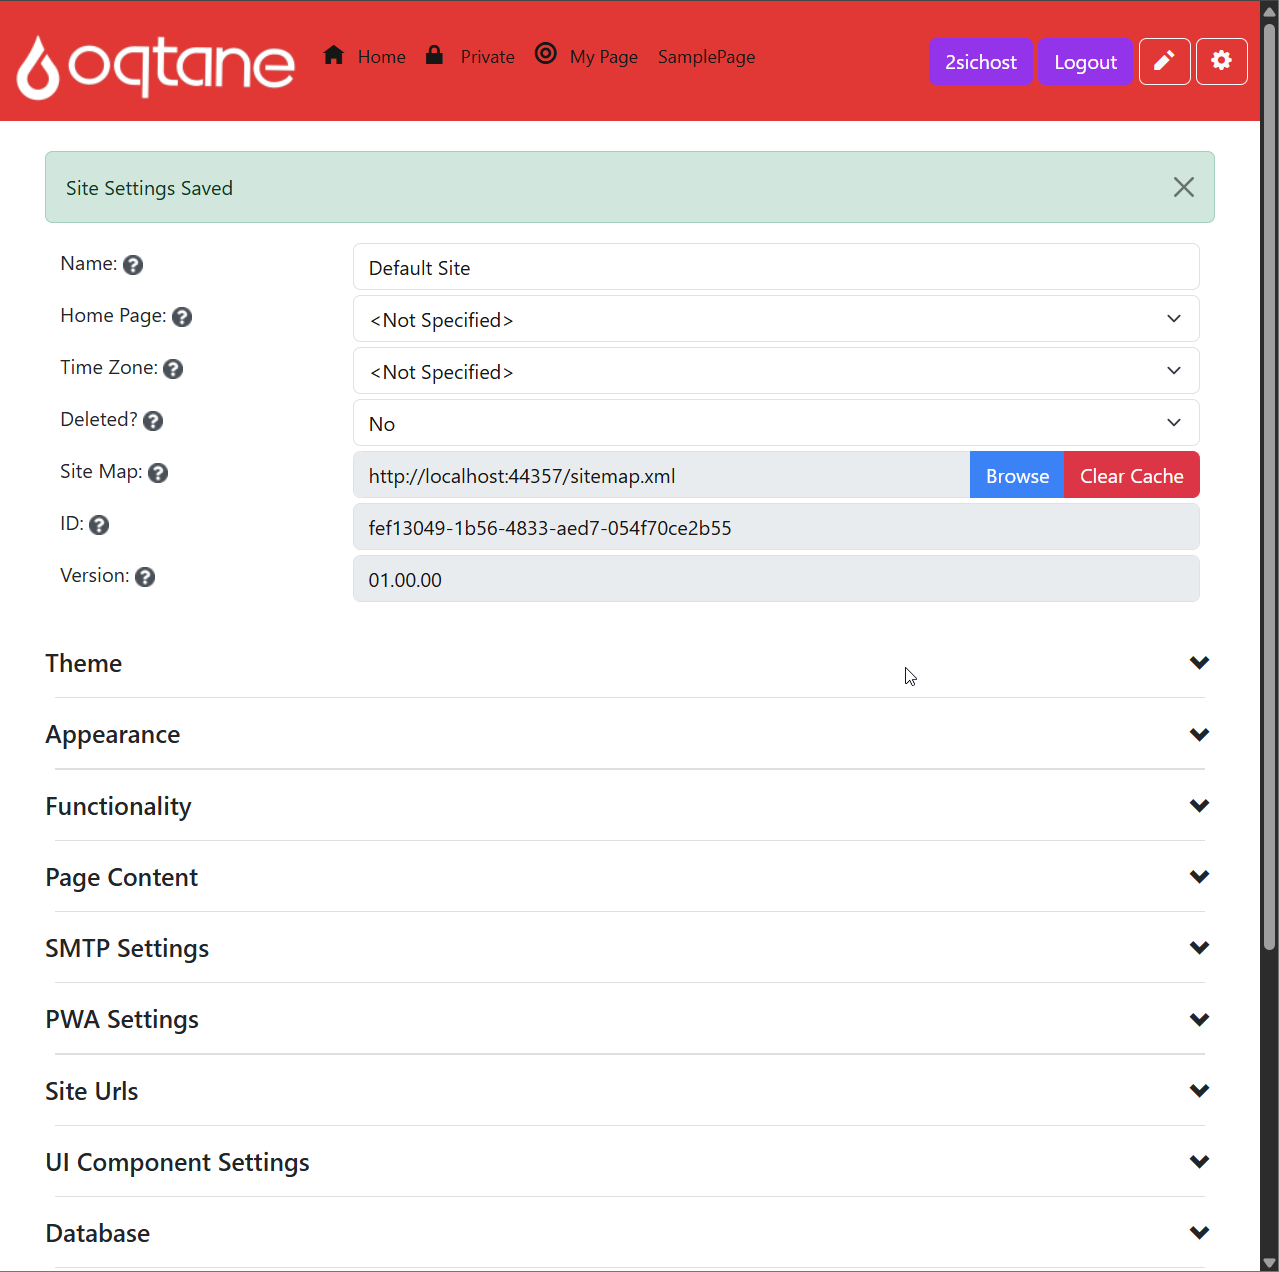 oqtane Home Private My Page SamplePage 2sichost Logout
Site Settings Saved
Name: Default Site
Home Page: <Not Specified>
Time Zone: <Not Specified>
Deleted? No
Site Map: http://localhost:44357/sitemap.xml Browse Clear Cache
ID: fef13049-1b56-4833-aed7-054f70ce2b55
Version: 01.00.00
Theme
Appearance
Functionality
Page Content
SMTP Settings
PWA Settings
Site Urls
UI Component Settings
Database